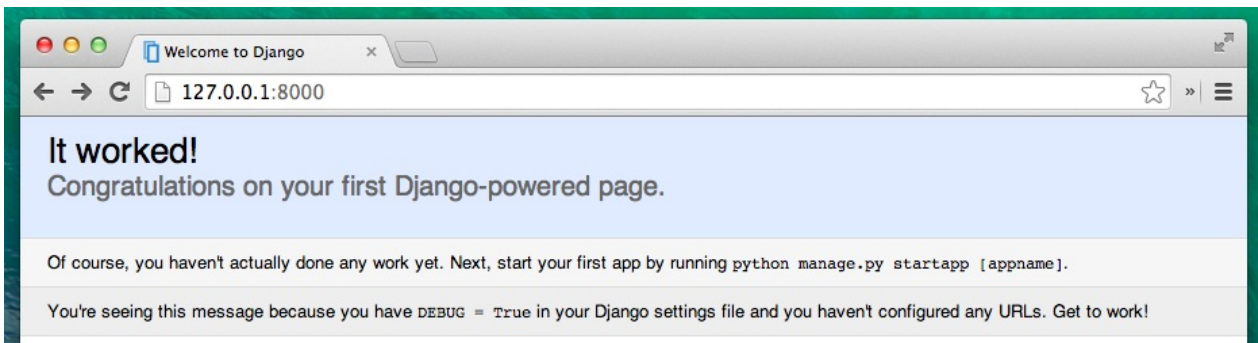 Welcome to Django
127.0.0.1:8000
It worked!
Congratulations on your first Django-powered page.
Of course, you haven't actually done any work yet. Next, start your first app by running python manage.py startapp [appname].
You're seeing this message because you have DEBUG = True in your Django settings file and you haven't configured any URLs. Get to work!